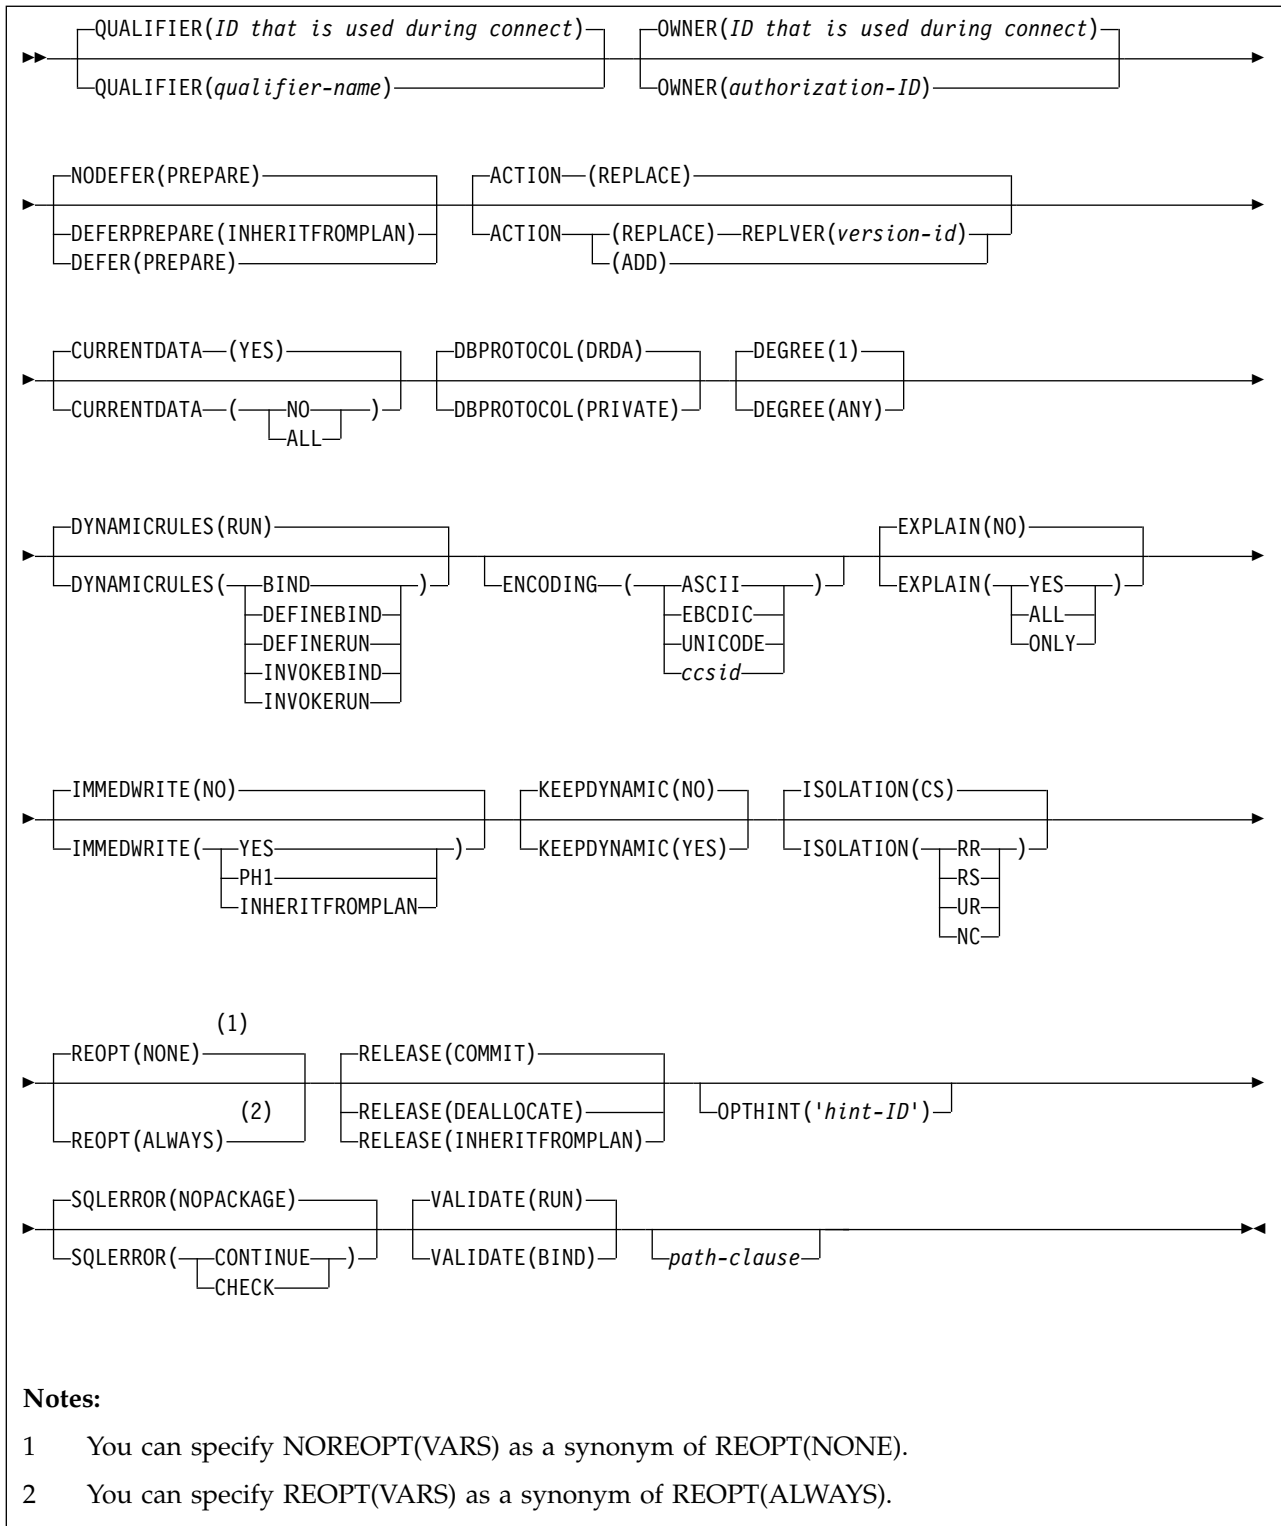 QUALIFIER(ID that is used during connect) OWNER(ID that is used during connect)
QUALIFIER(qualifier-name) OWNER(authorization-ID)
NODEFER(PREPARE) ACTION (REPLACE)
DEFERPREPARE(INHERITFROMPLAN) ACTION (REPLACE) REPLVER(version-id)
DEFER(PREPARE) (ADD)
CURRENTDATA (YES) DBPROTOCOL(DRDA) DEGREE(1)
CURRENTDATA ( NO ) DBPROTOCOL(PRIVATE) DEGREE(ANY)
ALL
DYNAMICRULES(RUN) EXPLAIN(NO)
DYNAMICRULES( BIND ) ENCODING ( ASCII ) EXPLAIN( YES )
DEFINEBIND EBCDIC ALL
DEFINERUN UNICODE ONLY
INVOKEBIND ccsid
INVOKERUN
IMMEDWRITE(NO) KEEPDYNAMIC(NO) ISOLATION(CS)
IMMEDWRITE( YES ) KEEPDYNAMIC(YES) ISOLATION( RR )
PH1 RS
INHERITFROMPLAN UR
NC
(1)
REOPT(NONE) RELEASE(COMMIT)
(2) RELEASE(DEALLOCATE) OPTHINT('hint-ID')
REOPT(ALWAYS) RELEASE(INHERITFROMPLAN)
SQLERROR(NOPACKAGE) VALIDATE(RUN)
SQLERROR( CONTINUE ) VALIDATE(BIND) path-clause
CHECK
Notes:
1 You can specify NOREOPT(VARS) as a synonym of REOPT(NONE).
2 You can specify REOPT(VARS) as a synonym of REOPT(ALWAYS).